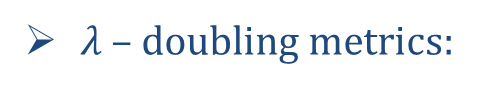 ➢ λ – doubling metrics: